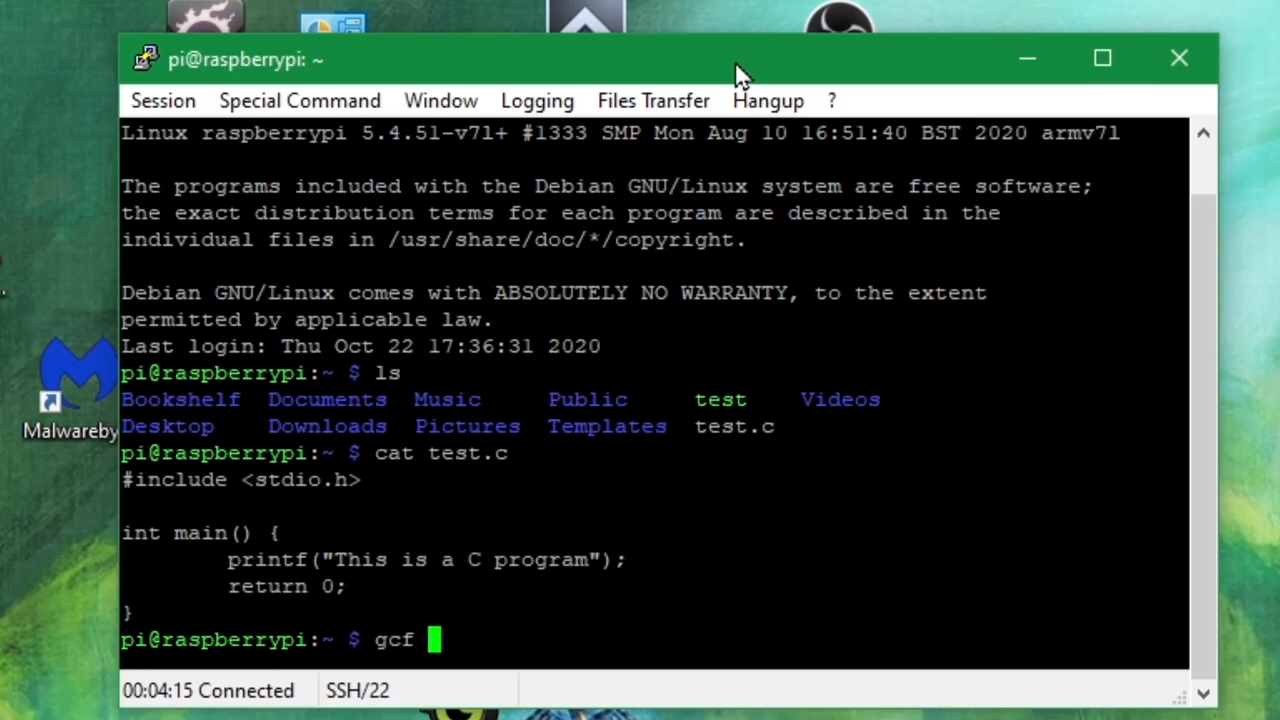 pi@raspberrypi: ~
Session Special Command Window Logging Files Transfer Hangup ?
Linux raspberrypi 5.4.51-v7l+ #1333 SMP Mon Aug 10 16:51:40 BST 2020 armv7l
The programs included with the Debian GNU/Linux system are free software;
the exact distribution terms for each program are described in the
individual files in /usr/share/doc/*/copyright.
Debian GNU/Linux comes with ABSOLUTELY NO WARRANTY, to the extent
permitted by applicable law.
Last login: Thu Oct 22 17:36:31 2020
pi@raspberrypi:~ $ ls
Bookshelf Documents Music Public test Videos
Desktop Downloads Pictures Templates test.c
pi@raspberrypi:~ $ cat test.c
#include <stdio.h>
int main() {
printf("This is a C program");
return 0;
}
pi@raspberrypi:~ $ gcf
00:04:15 Connected SSH/22
Malwareby